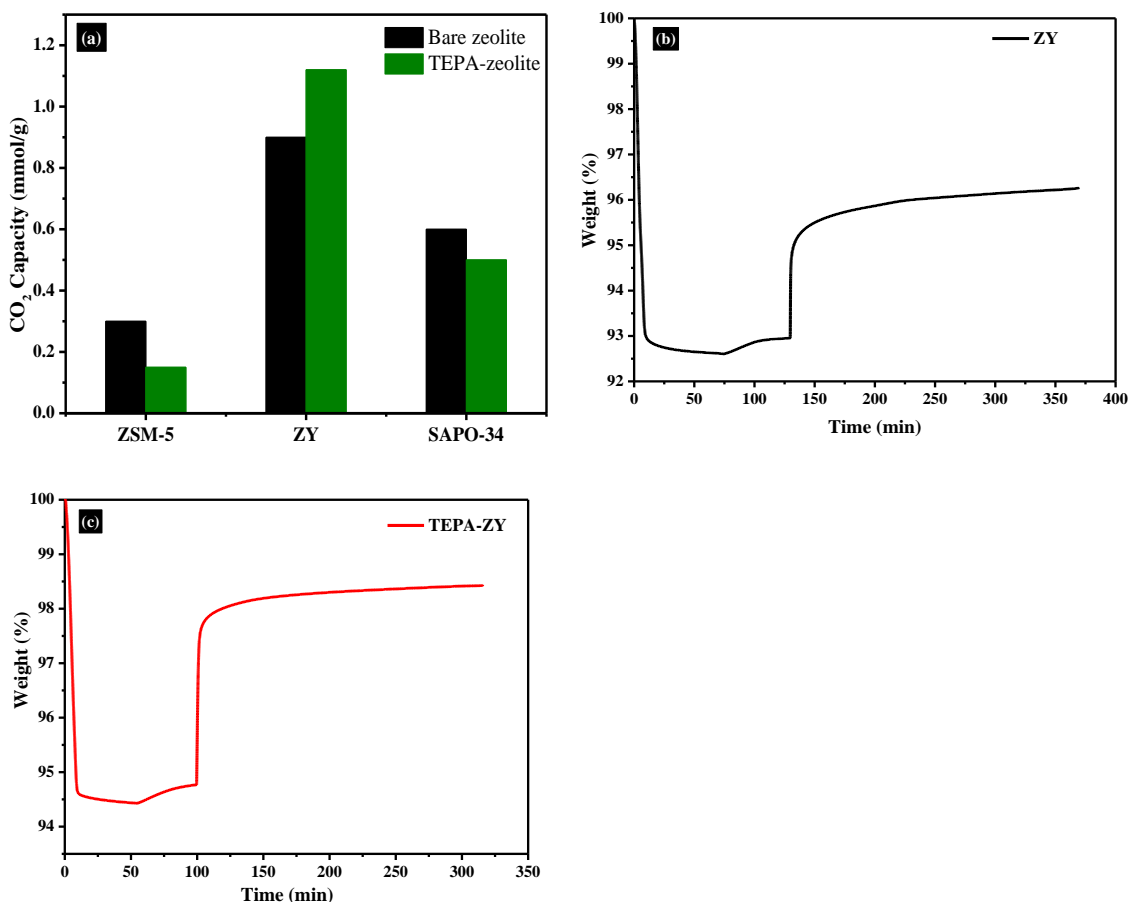 (a)
Bare zeolite
TEPA-zeolite
1.2
1.0
0.8
0.6
0.4
0.2
0.0
CO₂ Capacity (mmol/g)
ZSM-5 ZY SAPO-34
(b)
ZY
100
99
98
96
95
94
93
92
Weight (%)
0 50 100 150 200 250 300 350 400
Time (min)
(c)
TEPA-ZY
100
99
98
97
96
95
94
Weight (%)
0 50 100 150 200 250 300 350
Time (min)